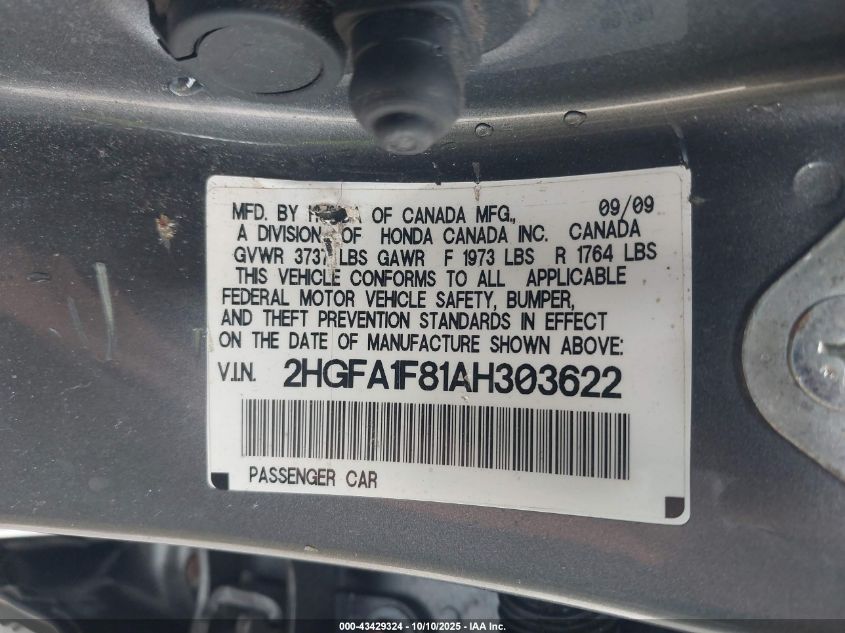 MFD. BY HONDA OF CANADA MFG., 09/09
A DIVISION OF HONDA CANADA INC. CANADA
GVWR 3737 LBS GAWR F 1973 LBS R 1764 LBS
THIS VEHICLE CONFORMS TO ALL APPLICABLE
FEDERAL MOTOR VEHICLE SAFETY, BUMPER,
AND THEFT PREVENTION STANDARDS IN EFFECT
ON THE DATE OF MANUFACTURE SHOWN ABOVE:
V.I.N. 2HGFA1F81AH303622
PASSENGER CAR
000-43429324 - 10/10/2025 - IAA Inc.